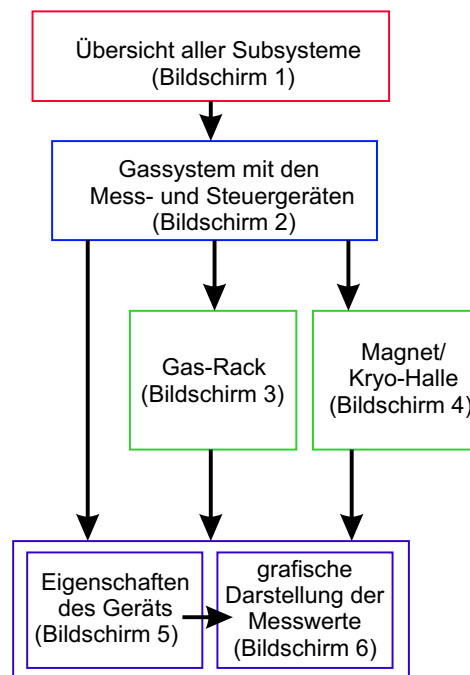 Übersicht aller Subsysteme
(Bildschirm 1)
Gassystem mit den
Mess- und Steuergeräten
(Bildschirm 2)
Gas-Rack
(Bildschirm 3)
Magnet/
Kryo-Halle
(Bildschirm 4)
Eigenschaften
des Geräts
(Bildschirm 5)
grafische
Darstellung der
Messwerte
(Bildschirm 6)